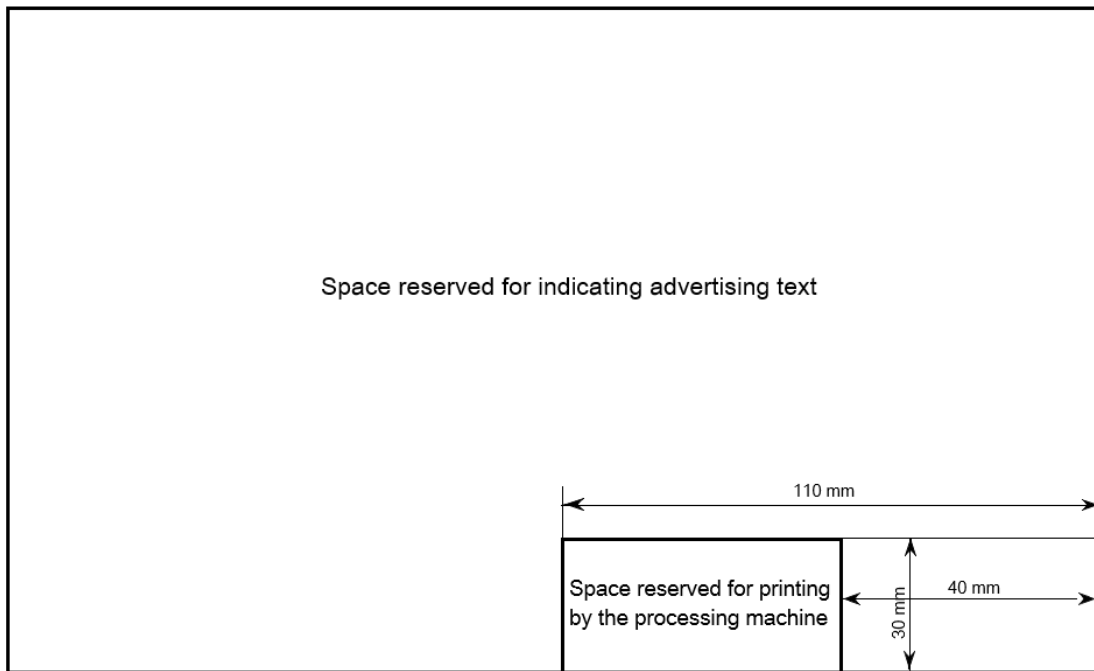 Space reserved for indicating advertising text
110 mm
Space reserved for printing
by the processing machine
30 mm
40 mm